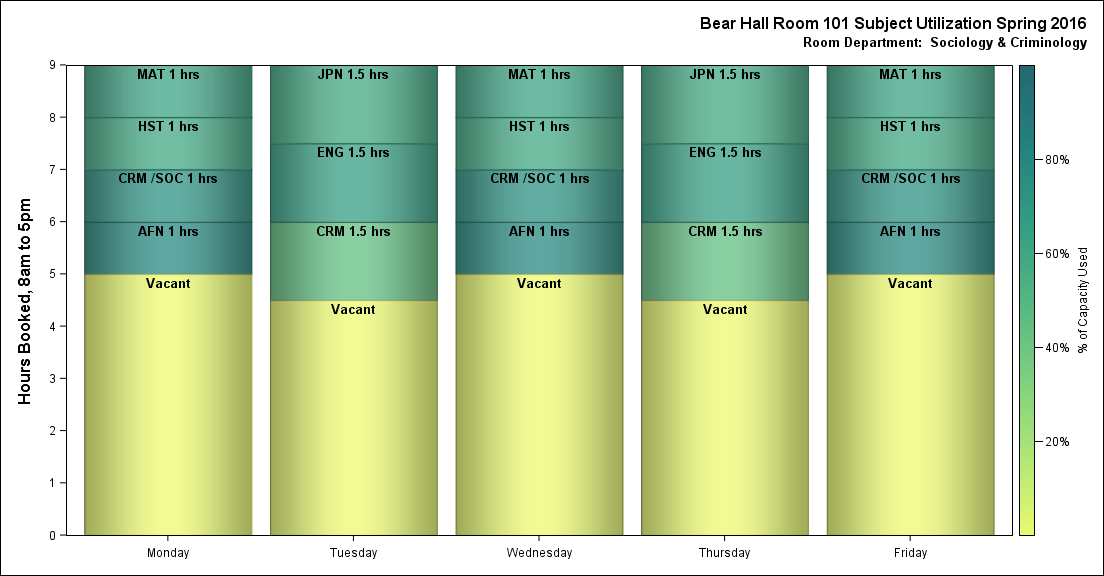 Bear Hall Room 101 Subject Utilization Spring 2016
Room Department:  Sociology & Criminology
Hours Booked, 8am to 5pm
9
8
7
6
5
4
3
2
1
0
MAT 1 hrs
HST 1 hrs
CRM /SOC 1 hrs
AFN 1 hrs
Vacant
JPN 1.5 hrs
ENG 1.5 hrs
CRM 1.5 hrs
Vacant
MAT 1 hrs
HST 1 hrs
CRM /SOC 1 hrs
AFN 1 hrs
Vacant
JPN 1.5 hrs
ENG 1.5 hrs
CRM 1.5 hrs
Vacant
MAT 1 hrs
HST 1 hrs
CRM /SOC 1 hrs
AFN 1 hrs
Vacant
Monday
Tuesday
Wednesday
Thursday
Friday
80%
60%
40%
20%
% of Capacity Used